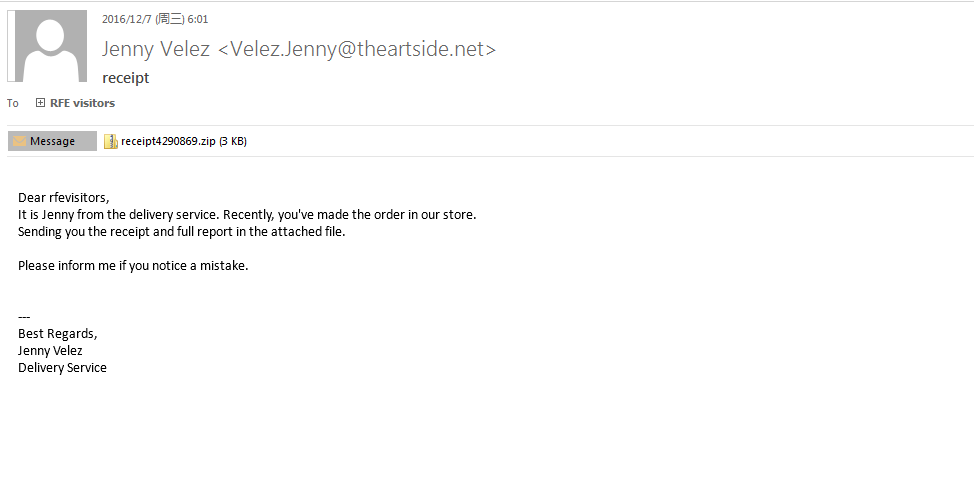 2016/12/7 (周三) 6:01
Jenny Velez <Velez.Jenny@theartside.net>
receipt
To RFE visitors
Message receipt4290869.zip (3 KB)
Dear rfevisitors,
It is Jenny from the delivery service. Recently, you've made the order in our store.
Sending you the receipt and full report in the attached file.
Please inform me if you notice a mistake.
---
Best Regards,
Jenny Velez
Delivery Service